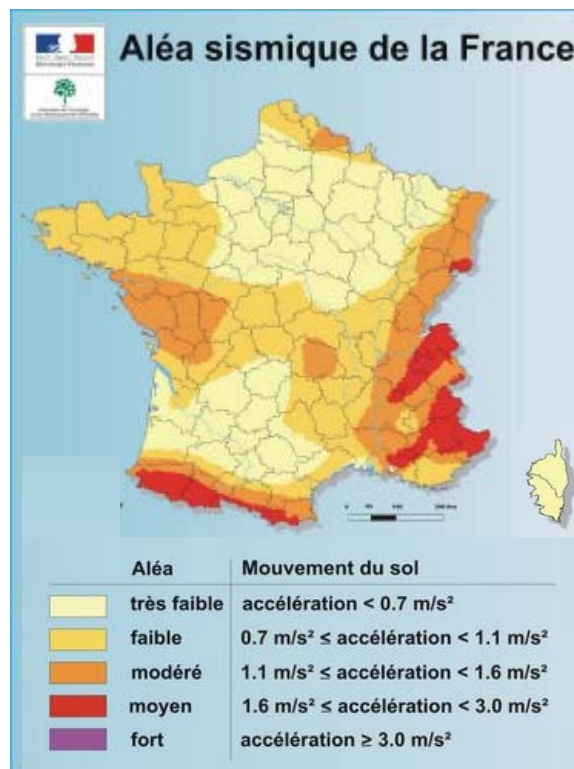 Aléa sismique de la France
Aléa Mouvement du sol
très faible accélération < 0.7 m/s²
faible 0.7 m/s² ≤ accélération < 1.1 m/s²
modéré 1.1 m/s² ≤ accélération < 1.6 m/s²
moyen 1.6 m/s² ≤ accélération < 3.0 m/s²
fort accélération ≥ 3.0 m/s²